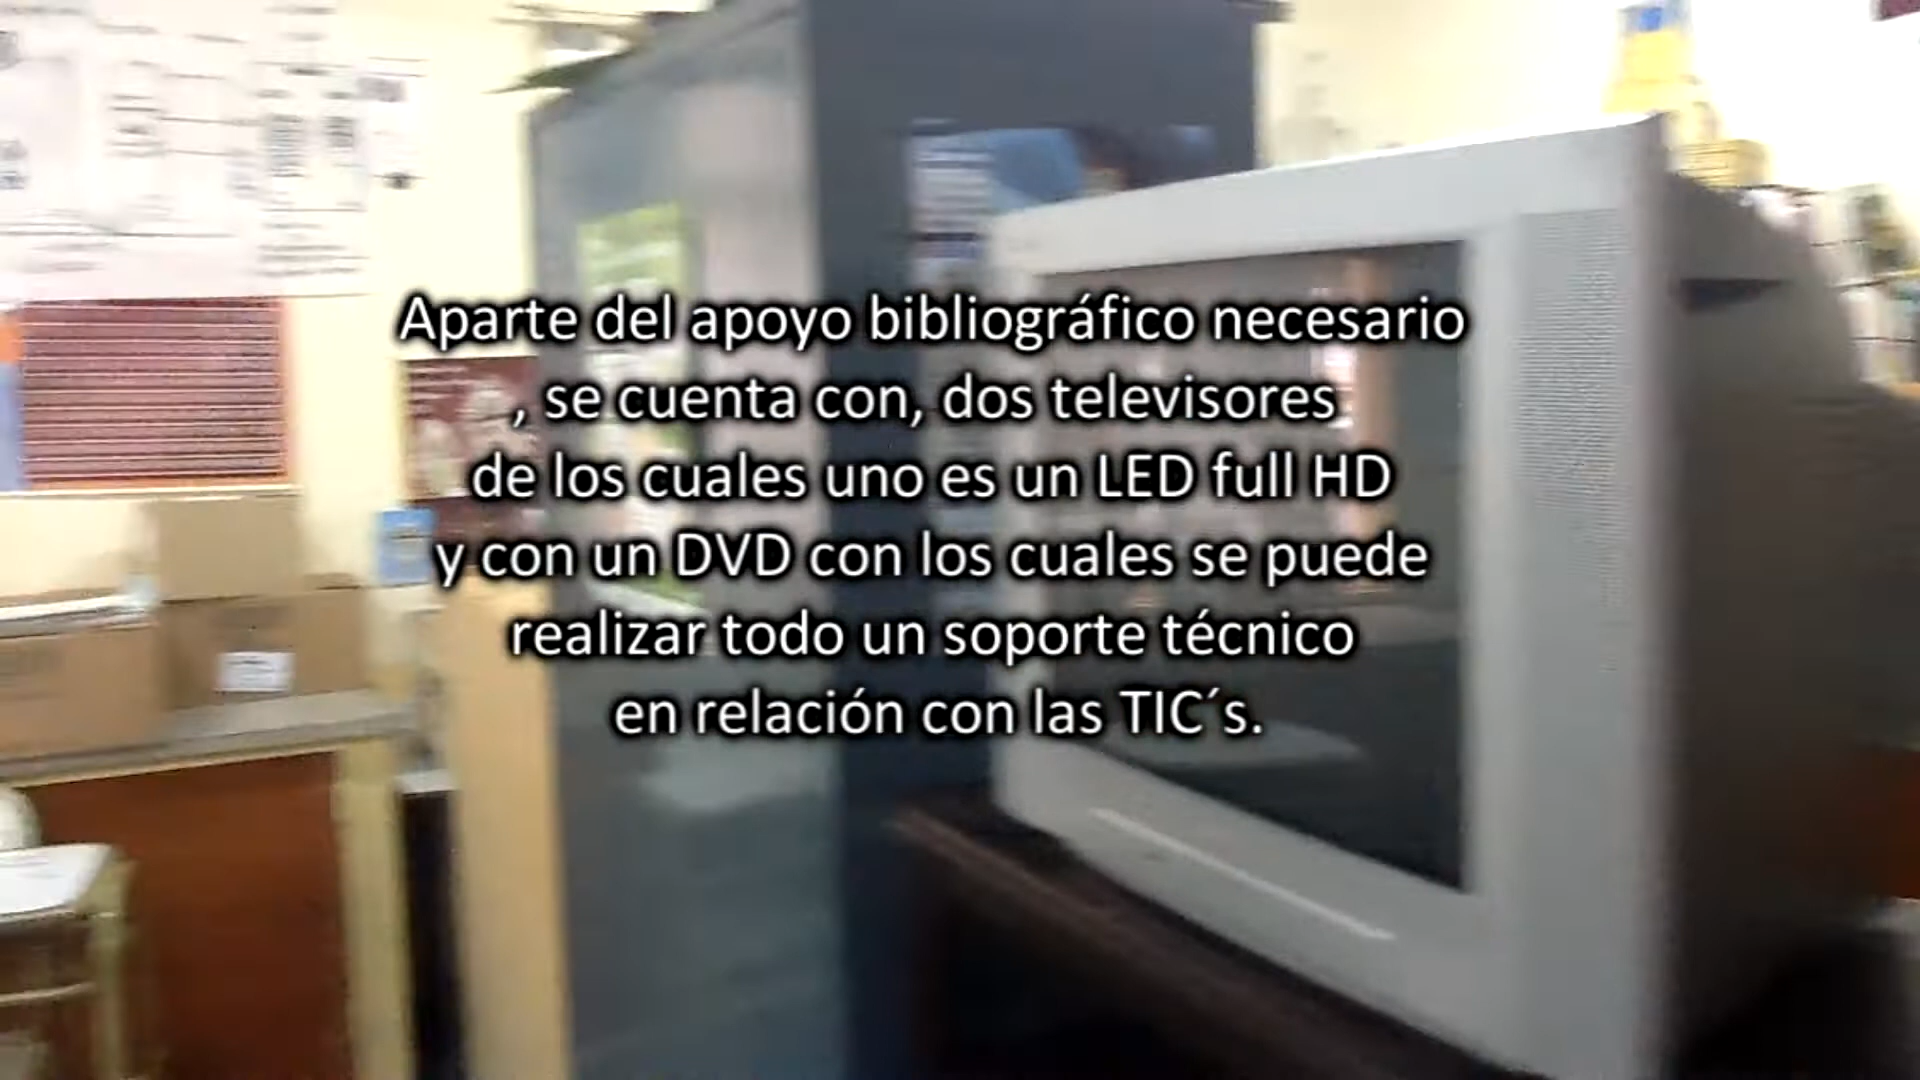 Aparte del apoyo bibliográfico necesario
, se cuenta con, dos televisores
de los cuales uno es un LED full HD
y con un DVD con los cuales se puede
realizar todo un soporte técnico
en relación con las TIC´s.